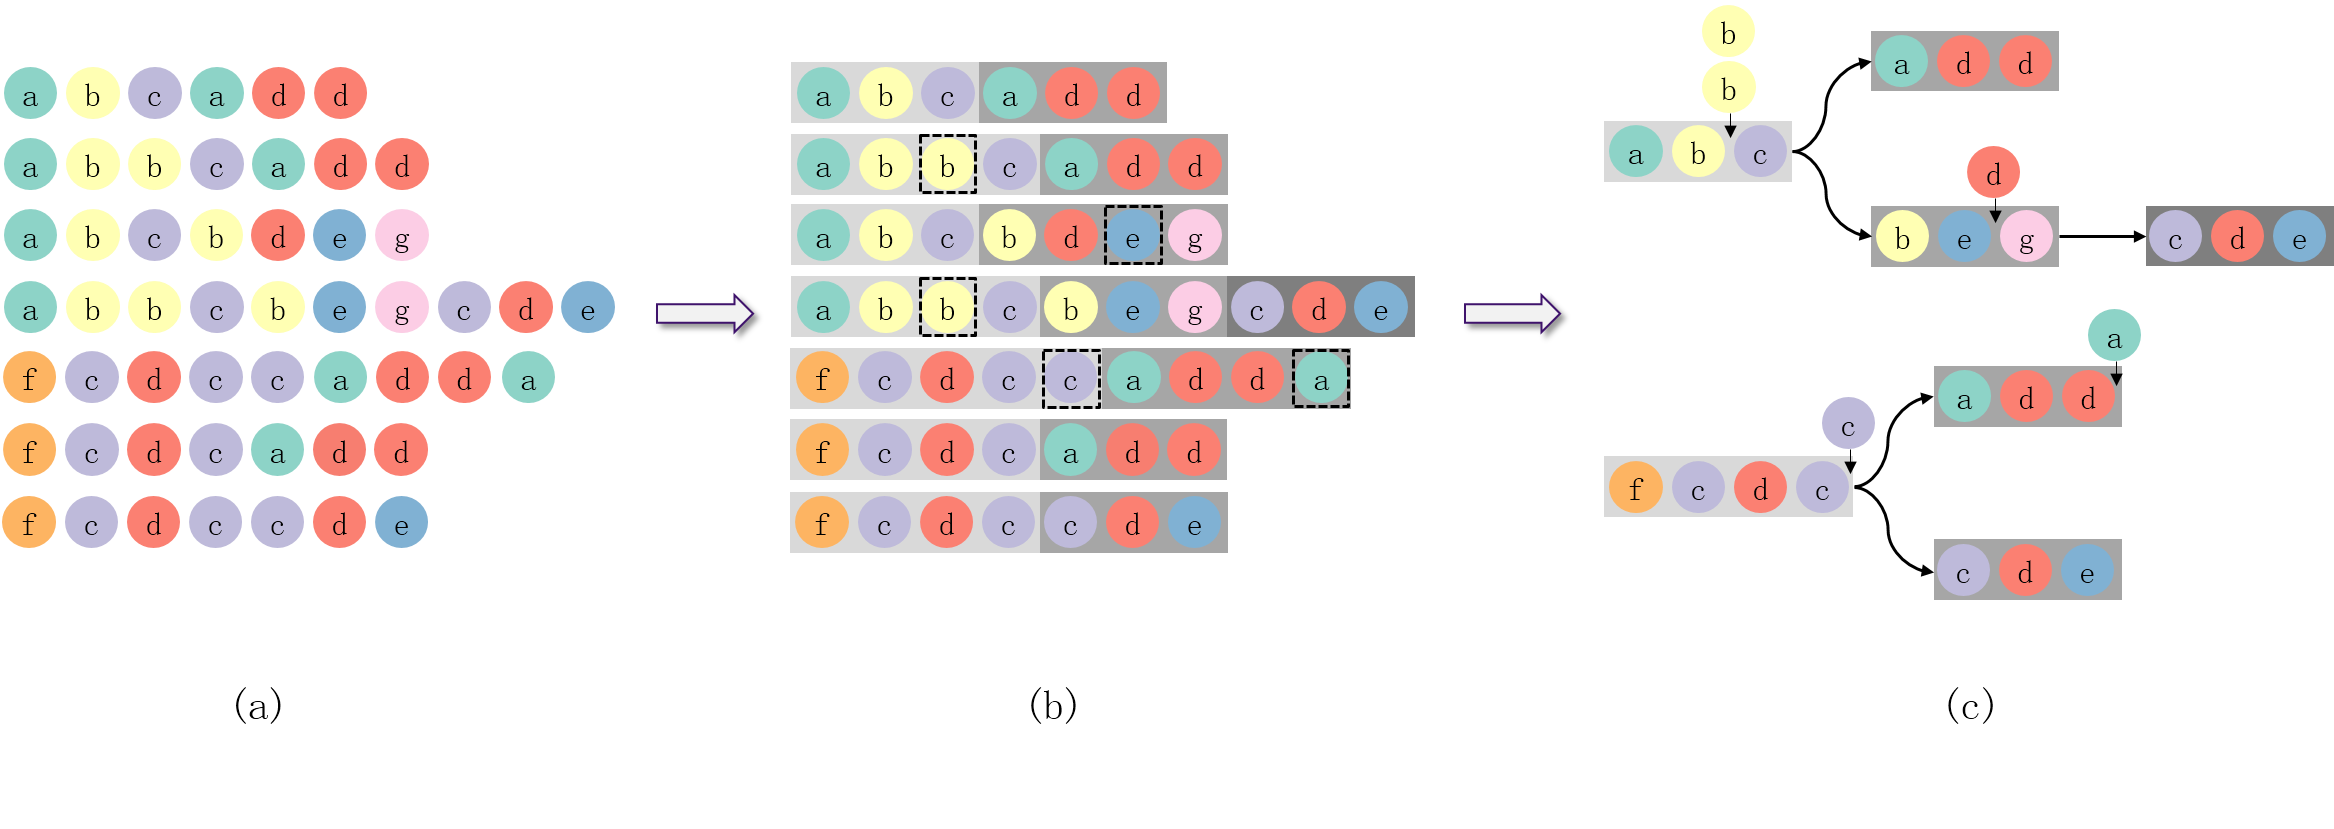 a b c a d d
a b b c a d d
a b c b d e g
a b b c b e g c d e
f c d c c a d d a
f c d c a d d
f c d c c d e
(a)
a b c a d d
a b b c a d d
a b c b d e g
a b b c b e g c d e
f c d c c a d d a
f c d c a d d
f c d c c d e
(b)
b
b
a b c
a d d
d
b e g
c d e
a
a d d
c
f c d c
c d e
(c)